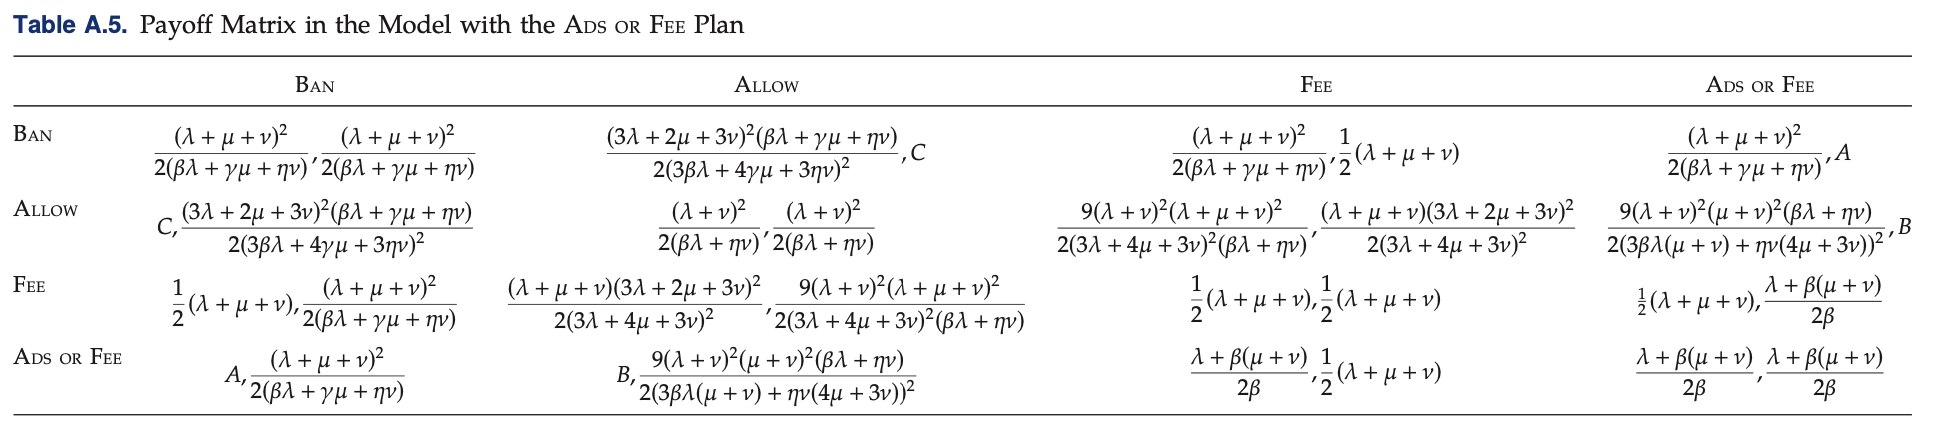 Table A.5. Payoff Matrix in the Model with the ADS OR FEE Plan
BAN ALLOW FEE ADS OR FEE
BAN (λ + μ + ν)²/2(βλ + γμ + ην), (λ + μ + ν)²/2(βλ + γμ + ην) (3λ + 2μ + 3ν)²(βλ + γμ + ην)/2(3βλ + 4γμ + 3ην)², C (λ + μ + ν)²/2(βλ + γμ + ην), 1/2(λ + μ + ν) (λ + μ + ν)²/2(βλ + γμ + ην), A
ALLOW C, (3λ + 2μ + 3ν)²(βλ + γμ + ην)/2(3βλ + 4γμ + 3ην)² (λ + ν)²/2(βλ + ην), (λ + ν)²/2(βλ + ην) 9(λ + ν)²(λ + μ + ν)²/2(3λ + 4μ + 3ν)²(βλ + ην), (λ + μ + ν)(3λ + 2μ + 3ν)²/2(3λ + 4μ + 3ν)² 9(λ + ν)²(μ + ν)²(βλ + ην)/2(3βλ(μ + ν) + ην(4μ + 3ν))², B
FEE 1/2(λ + μ + ν), (λ + μ + ν)²/2(βλ + γμ + ην) (λ + μ + ν)(3λ + 2μ + 3ν)²/2(3λ + 4μ + 3ν)², 9(λ + ν)²(λ + μ + ν)²/2(3λ + 4μ + 3ν)²(βλ + ην) 1/2(λ + μ + ν), 1/2(λ + μ + ν) 1/2(λ + μ + ν), λ + β(μ + ν)/2β
ADS OR FEE A, (λ + μ + ν)²/2(βλ + γμ + ην) B, 9(λ + ν)²(μ + ν)²(βλ + ην)/2(3βλ(μ + ν) + ην(4μ + 3ν))² λ + β(μ + ν)/2β, 1/2(λ + μ + ν) λ + β(μ + ν)/2β, λ + β(μ + ν)/2β